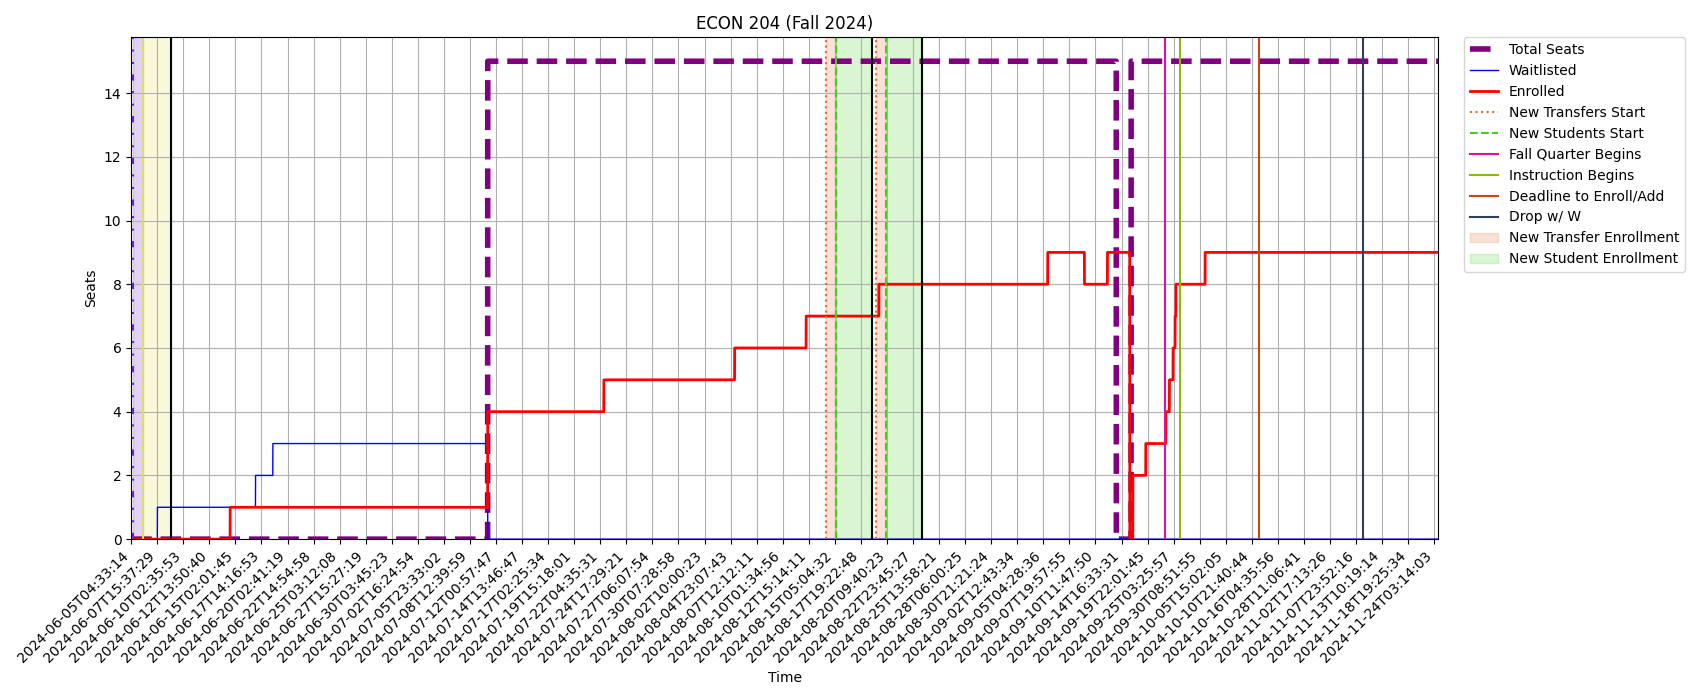 ECON 204 (Fall 2024)
Total Seats
Waitlisted
Enrolled
New Transfers Start
New Students Start
Fall Quarter Begins
Instruction Begins
Deadline to Enroll/Add
Drop w/ W
New Transfer Enrollment
New Student Enrollment
Seats
14
12
10
8
6
4
2
0
2024-06-05T04:33:14
2024-06-07T15:37:29
2024-06-10T02:35:53
2024-06-12T13:50:40
2024-06-15T02:01:45
2024-06-17T14:16:53
2024-06-20T02:41:19
2024-06-22T14:54:58
2024-06-25T03:12:08
2024-06-27T15:27:19
2024-06-30T03:45:23
2024-07-02T16:24:54
2024-07-05T23:33:02
2024-07-08T12:39:59
2024-07-12T00:57:47
2024-07-14T13:46:47
2024-07-17T02:25:34
2024-07-19T15:18:01
2024-07-22T04:35:31
2024-07-24T17:29:21
2024-07-27T06:07:54
2024-07-30T07:28:58
2024-08-02T10:00:23
2024-08-04T23:07:43
2024-08-07T12:12:11
2024-08-10T01:34:56
2024-08-12T15:14:11
2024-08-15T05:04:32
2024-08-17T19:22:48
2024-08-20T09:40:23
2024-08-22T23:45:27
2024-08-25T13:58:21
2024-08-28T06:00:25
2024-08-30T21:21:24
2024-09-02T12:43:34
2024-09-05T04:28:36
2024-09-07T19:57:55
2024-09-10T11:47:50
2024-09-14T16:33:31
2024-09-19T22:01:45
2024-09-25T03:25:57
2024-09-30T08:51:55
2024-10-05T15:02:05
2024-10-10T21:40:44
2024-10-16T04:35:56
2024-10-28T11:06:41
2024-11-02T17:13:26
2024-11-07T23:52:16
2024-11-13T10:19:14
2024-11-18T19:25:34
2024-11-24T03:14:03
Time